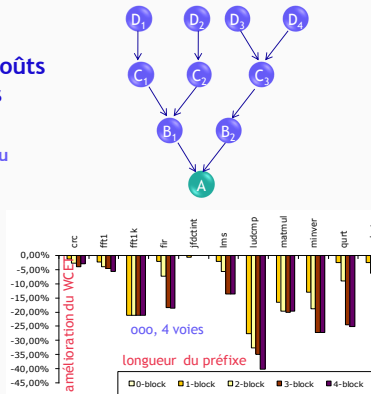 D1 D2 D3 D4
oûts
C1 C2 C3
B1 B2
u
A
crc
fft1
fft1k
fir
jfdctint
lms
ludcmp
matmul
minver
qurt
0,00%
-5,00%
-10,00%
-15,00%
-20,00%
-25,00%
-30,00%
-35,00%
-40,00%
-45,00%
amélioration du WCET
ooo, 4 voies
longueur du préfixe
0-block 1-block 2-block 3-block 4-block